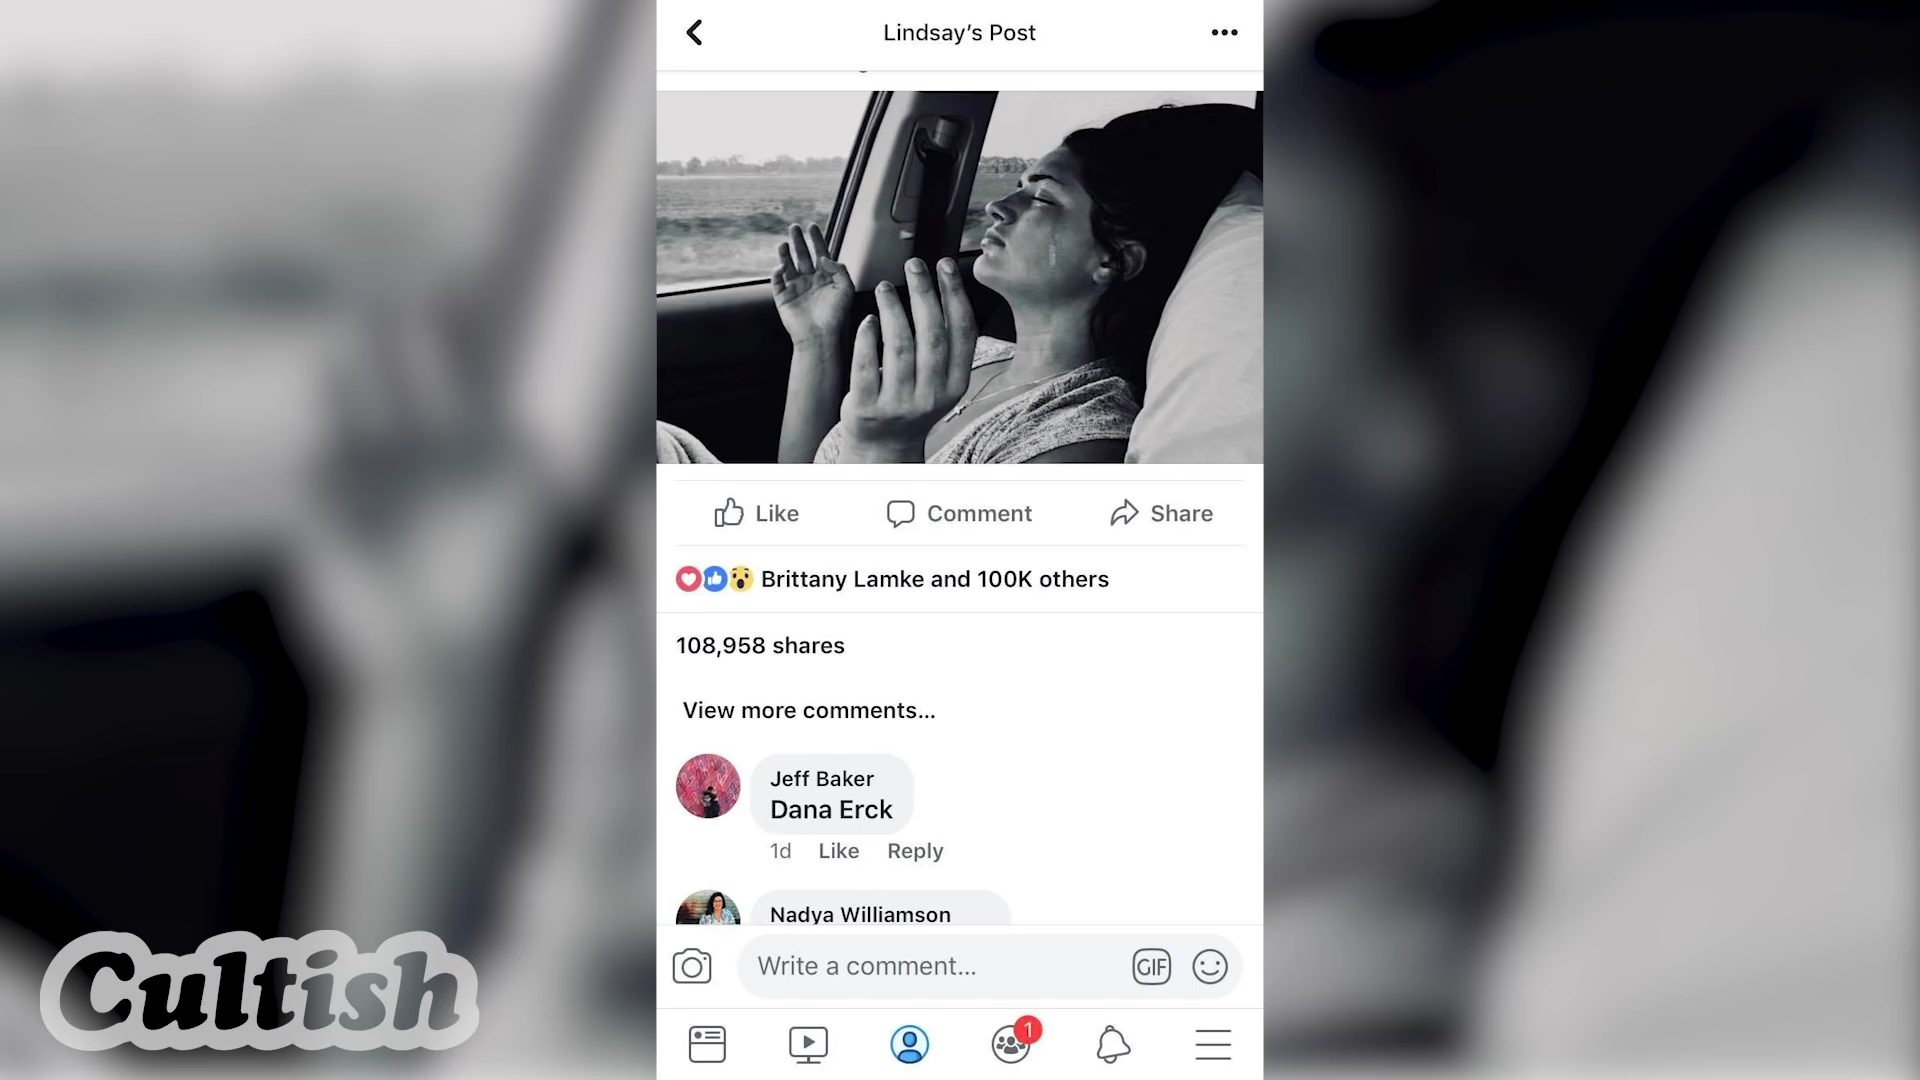 Lindsay’s Post
Like
Comment
Share
Brittany Lamke and 100K others
108,958 shares
View more comments...
Jeff Baker
Dana Erck
1d
Like
Reply
Nadya Williamson
Write a comment...
GIF
1
Cultish